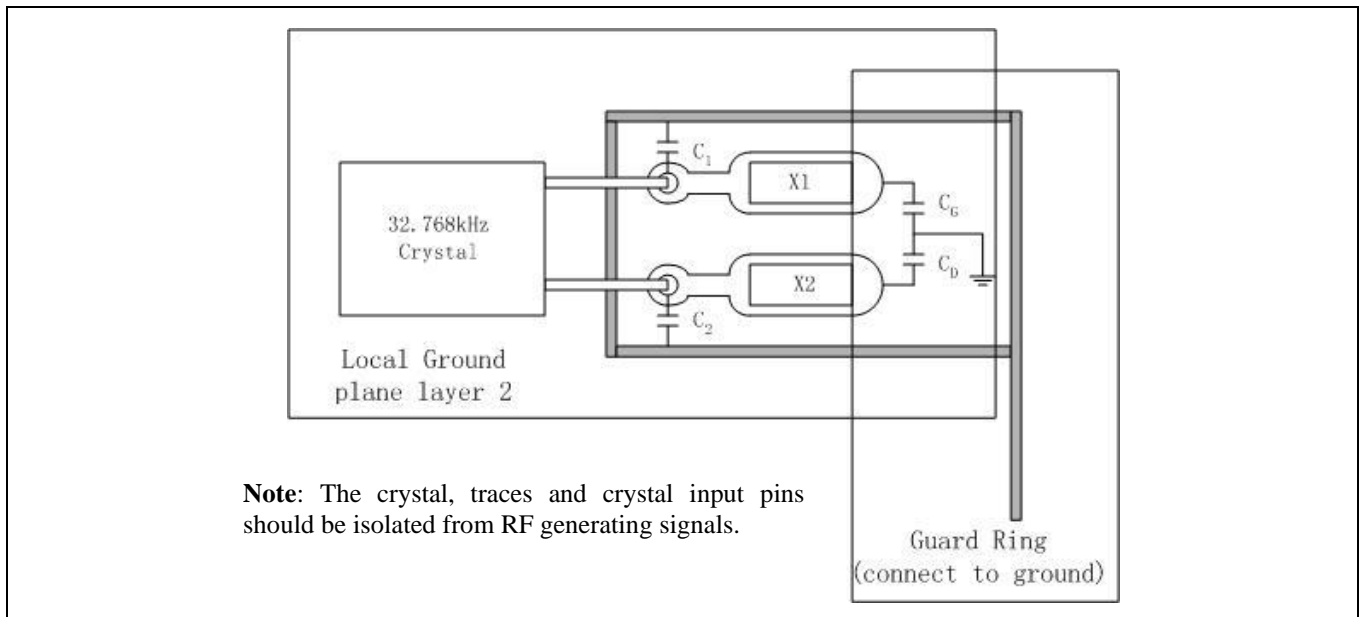 C1
X1
CG
32.768kHz
Crystal
CD
X2
C2
Local Ground
plane layer 2
Note: The crystal, traces and crystal input pins
should be isolated from RF generating signals.
Guard Ring
(connect to ground)